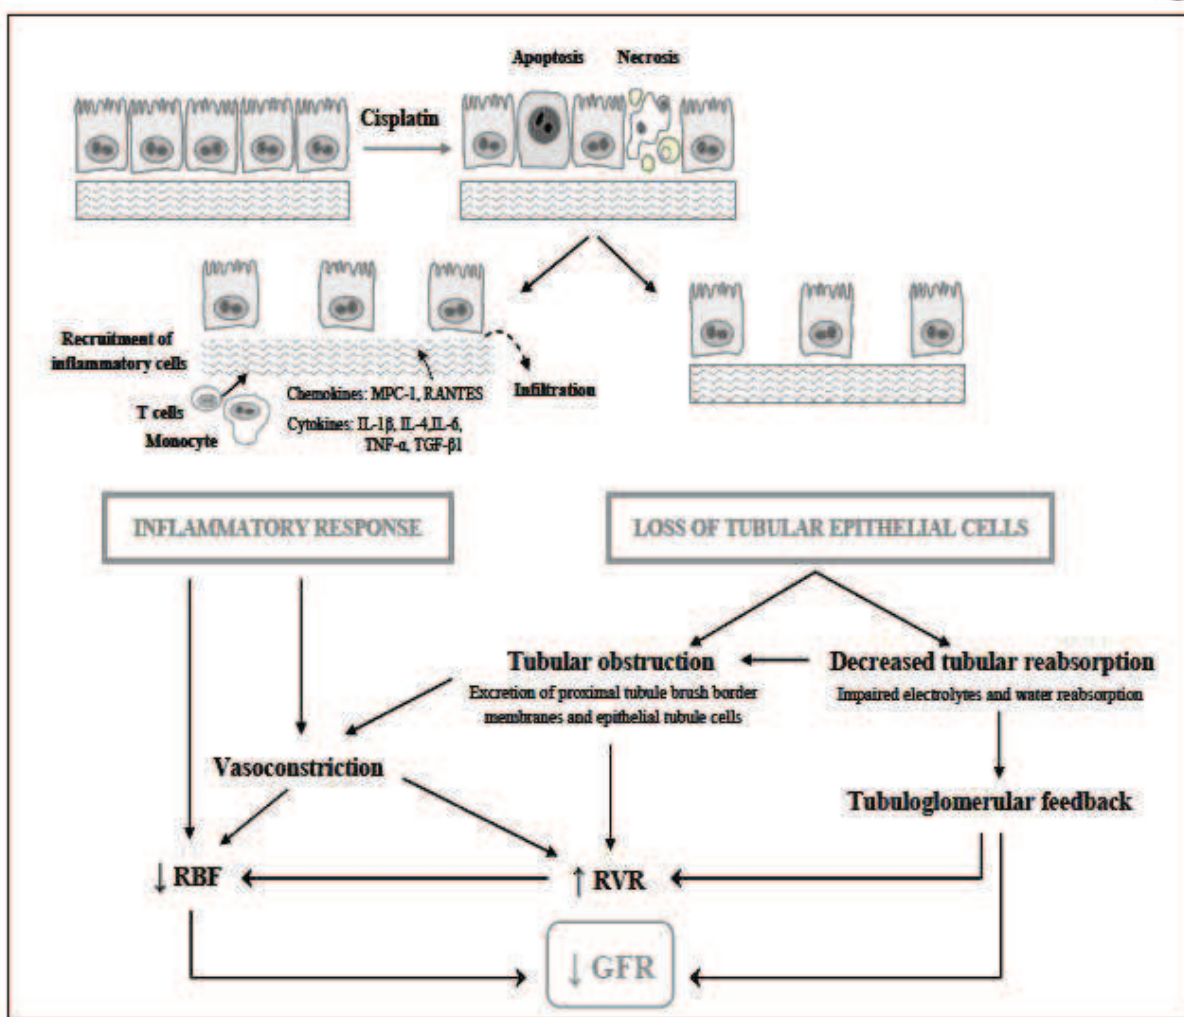 Apoptosis Necrosis
Cisplatin
Recruitment of
inflammatory cells
T cells
Monocyte
Chemokines: MPC-1, RANTES
Cytokines: IL-1β, IL-4,IL-6,
TNF-α, TGF-β1
Infiltration
INFLAMMATORY RESPONSE
LOSS OF TUBULAR EPITHELIAL CELLS
Tubular obstruction
Excretion of proximal tubule brush border
membranes and epithelial tubule cells
Decreased tubular reabsorption
Impaired electrolytes and water reabsorption
Vasoconstriction
Tubuloglomerular feedback
↓ RBF
↑ RVR
↓ GFR